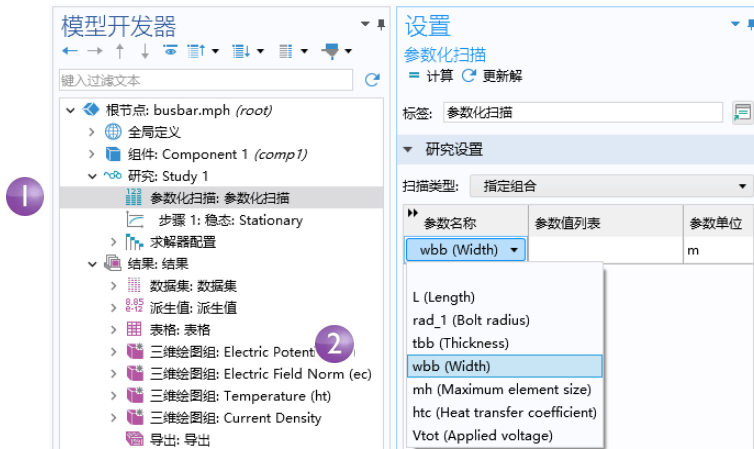 模型开发器
键入过滤文本
根节点: busbar.mph (root)
全局定义
组件: Component 1 (comp1)
研究: Study 1
1
参数化扫描: 参数化扫描
步骤 1: 稳态: Stationary
求解器配置
结果: 结果
数据集: 数据集
8.85
e-12
派生值: 派生值
表格: 表格
2
三维绘图组: Electric Potent
三维绘图组: Electric Field Norm (ec)
三维绘图组: Temperature (ht)
三维绘图组: Current Density
导出: 导出
设置
参数化扫描
= 计算 更新解
标签: 参数化扫描
研究设置
扫描类型: 指定组合
参数名称 参数值列表 参数单位
wbb (Width) m
L (Length)
rad_1 (Bolt radius)
tbb (Thickness)
wbb (Width)
mh (Maximum element size)
htc (Heat transfer coefficient)
Vtot (Applied voltage)